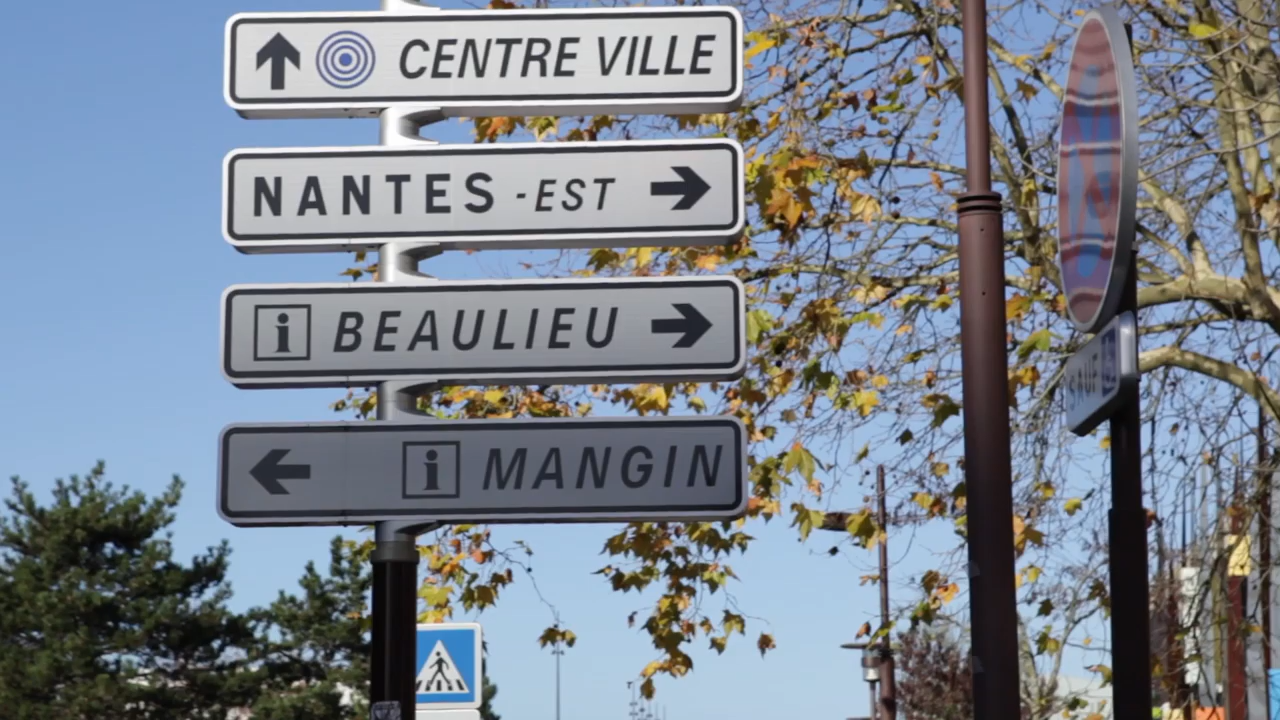 CENTRE VILLE
NANTES -EST
i BEAULIEU
i MANGIN
SAUF